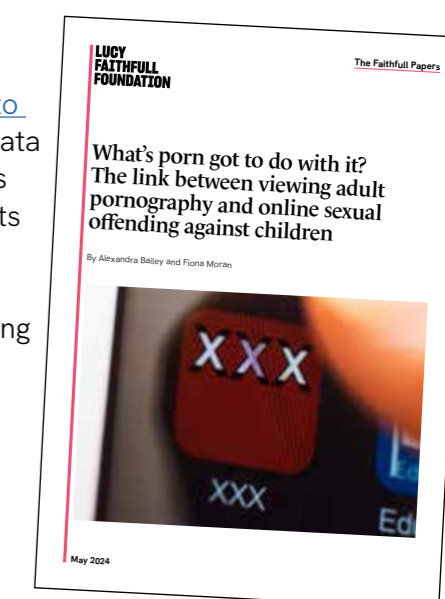 to
ata
s
ts
ng
LUCY
FAITHFULL
FOUNDATION
The Faithfull Papers
What's porn got to do with it?
The link between viewing adult
pornography and online sexual
offending against children
By Alexandra Bailey and Fiona Moran
XXX
XXX
Ed
Ed
May 2024